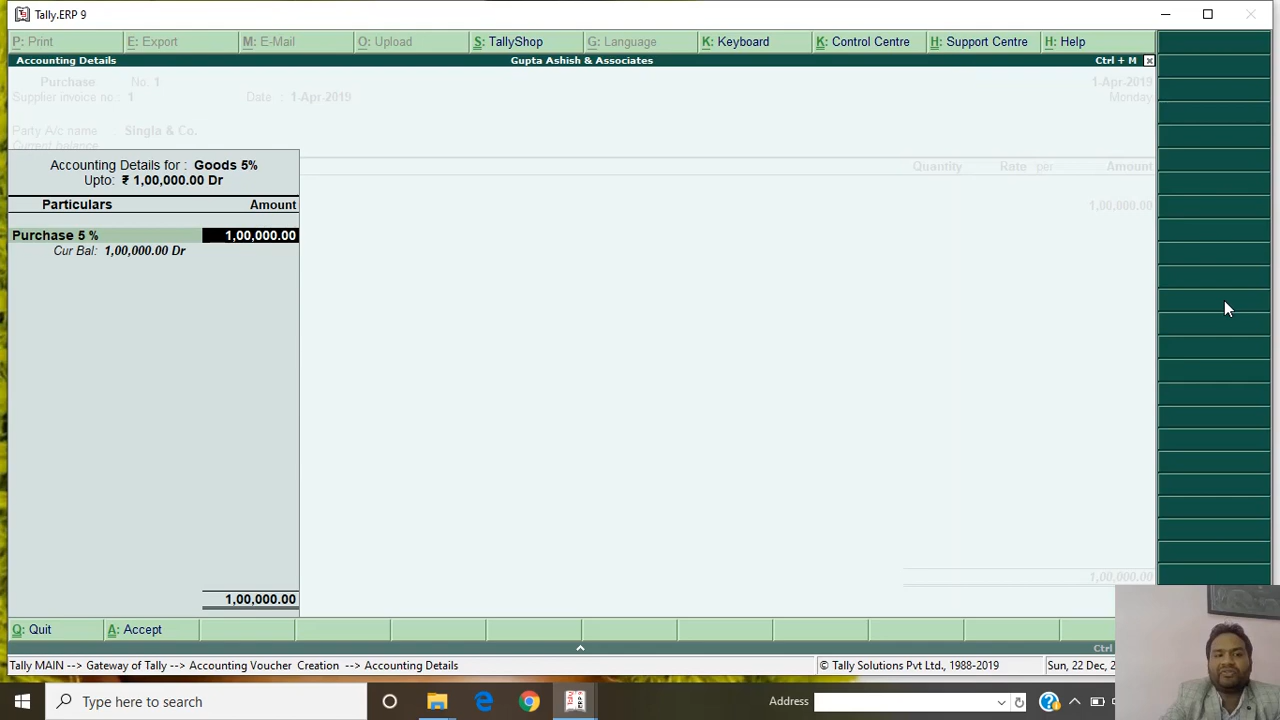 Tally.ERP 9
P: Print E: Export M: E-Mail O: Upload S: TallyShop G: Language K: Keyboard K: Control Centre H: Support Centre H: Help
Accounting Details Gupta Ashish & Associates Ctrl + M
Purchase No. 1 1-Apr-2019
Supplier invoice no.: 1 Date : 1-Apr-2019 Monday
Party A/c name Singla & Co.
Current balance
Accounting Details for : Goods 5% Quantity Rate per Amount
Upto: ₹ 1,00,000.00 Dr
Particulars Amount 1,00,000.00
Purchase 5 % 1,00,000.00
Cur Bal: 1,00,000.00 Dr
1,00,000.00
1,00,000.00
Q: Quit A: Accept
Ctrl
Tally MAIN --> Gateway of Tally --> Accounting Voucher Creation --> Accounting Details © Tally Solutions Pvt Ltd., 1988-2019 Sun, 22 Dec, 2
Type here to search Address